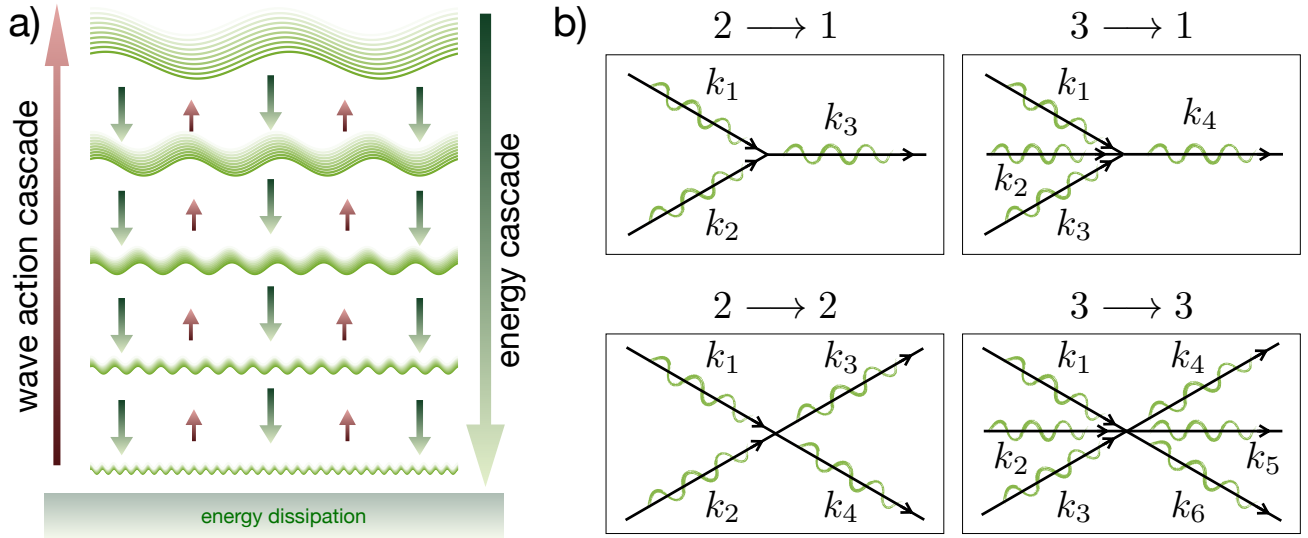 a)
wave action cascade
energy cascade
energy dissipation
b)
2 ⟶ 1
k₁
k₂
k₃
3 ⟶ 1
k₁
k₂
k₃
k₄
2 ⟶ 2
k₁
k₂
k₃
k₄
3 ⟶ 3
k₁
k₂
k₃
k₄
k₅
k₆